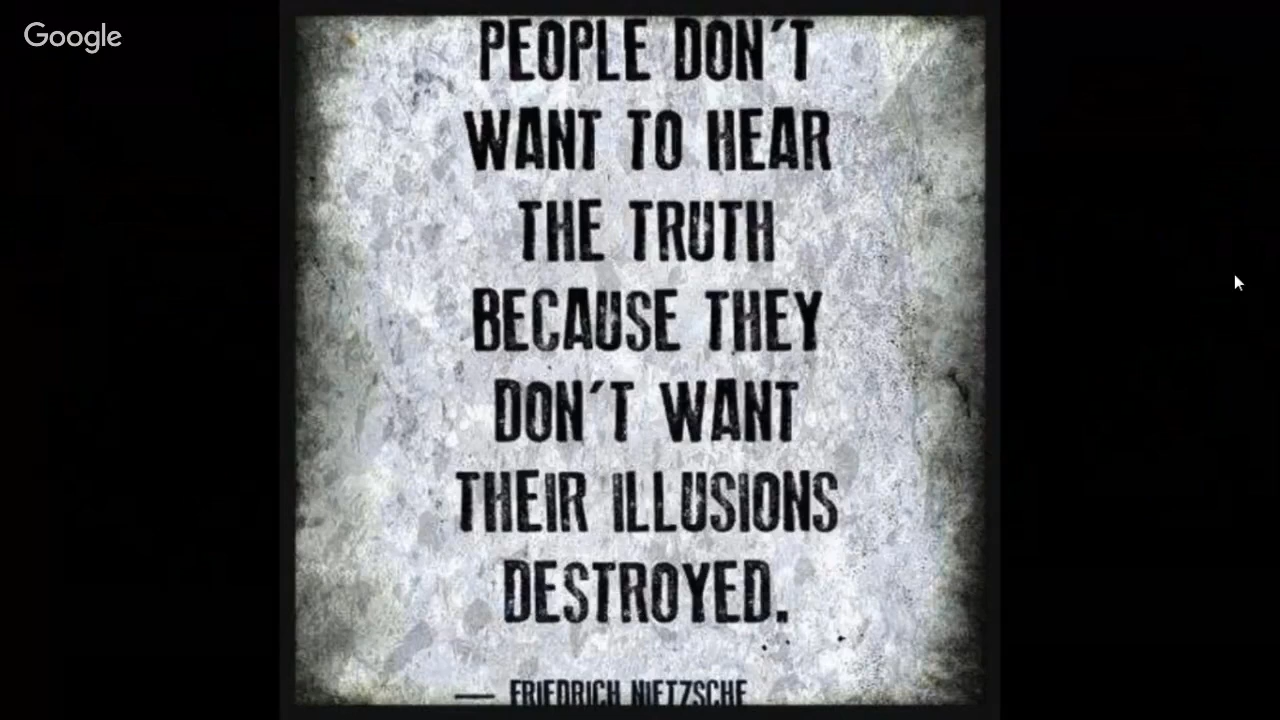 Google
PEOPLE DON´T
WANT TO HEAR
THE TRUTH
BECAUSE THEY
DON´T WANT
THEIR ILLUSIONS
DESTROYED.
— FRIEDRICH NIETZSCHE